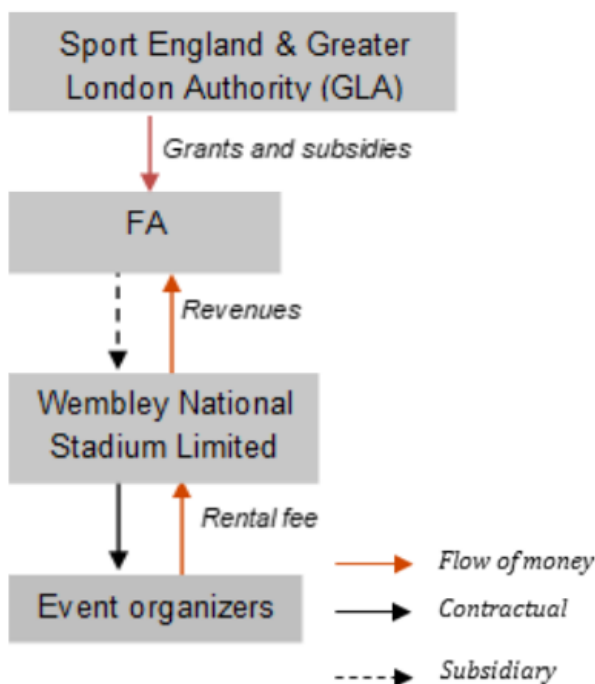 Sport England & Greater
London Authority (GLA)
Grants and subsidies
FA
Revenues
Wembley National
Stadium Limited
Rental fee
Event organizers
Flow of money
Contractual
Subsidiary